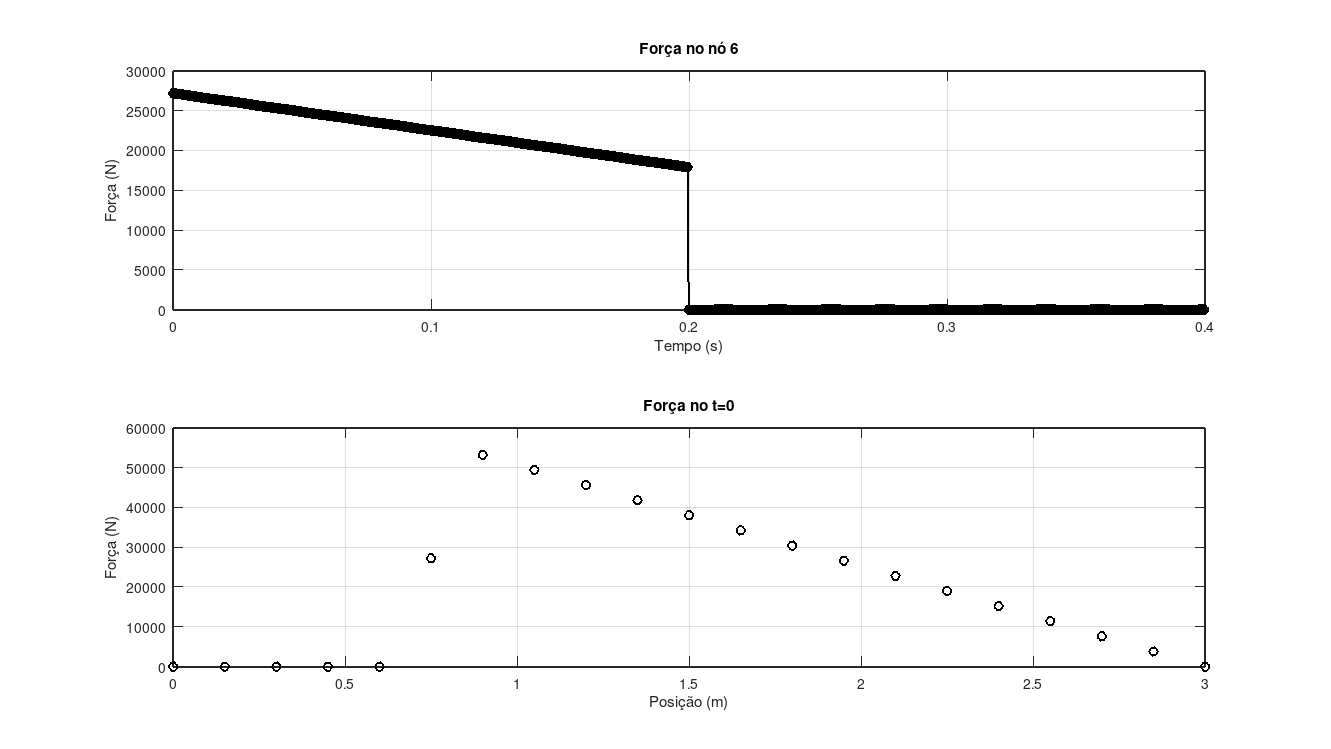 Força no nó 6
30000
25000
20000
15000
10000
5000
0
Força (N)
0 0.1 0.2 0.3 0.4
Tempo (s)
Força no t=0
60000
50000
40000
30000
20000
10000
0
Força (N)
0 0.5 1 1.5 2 2.5 3
Posição (m)